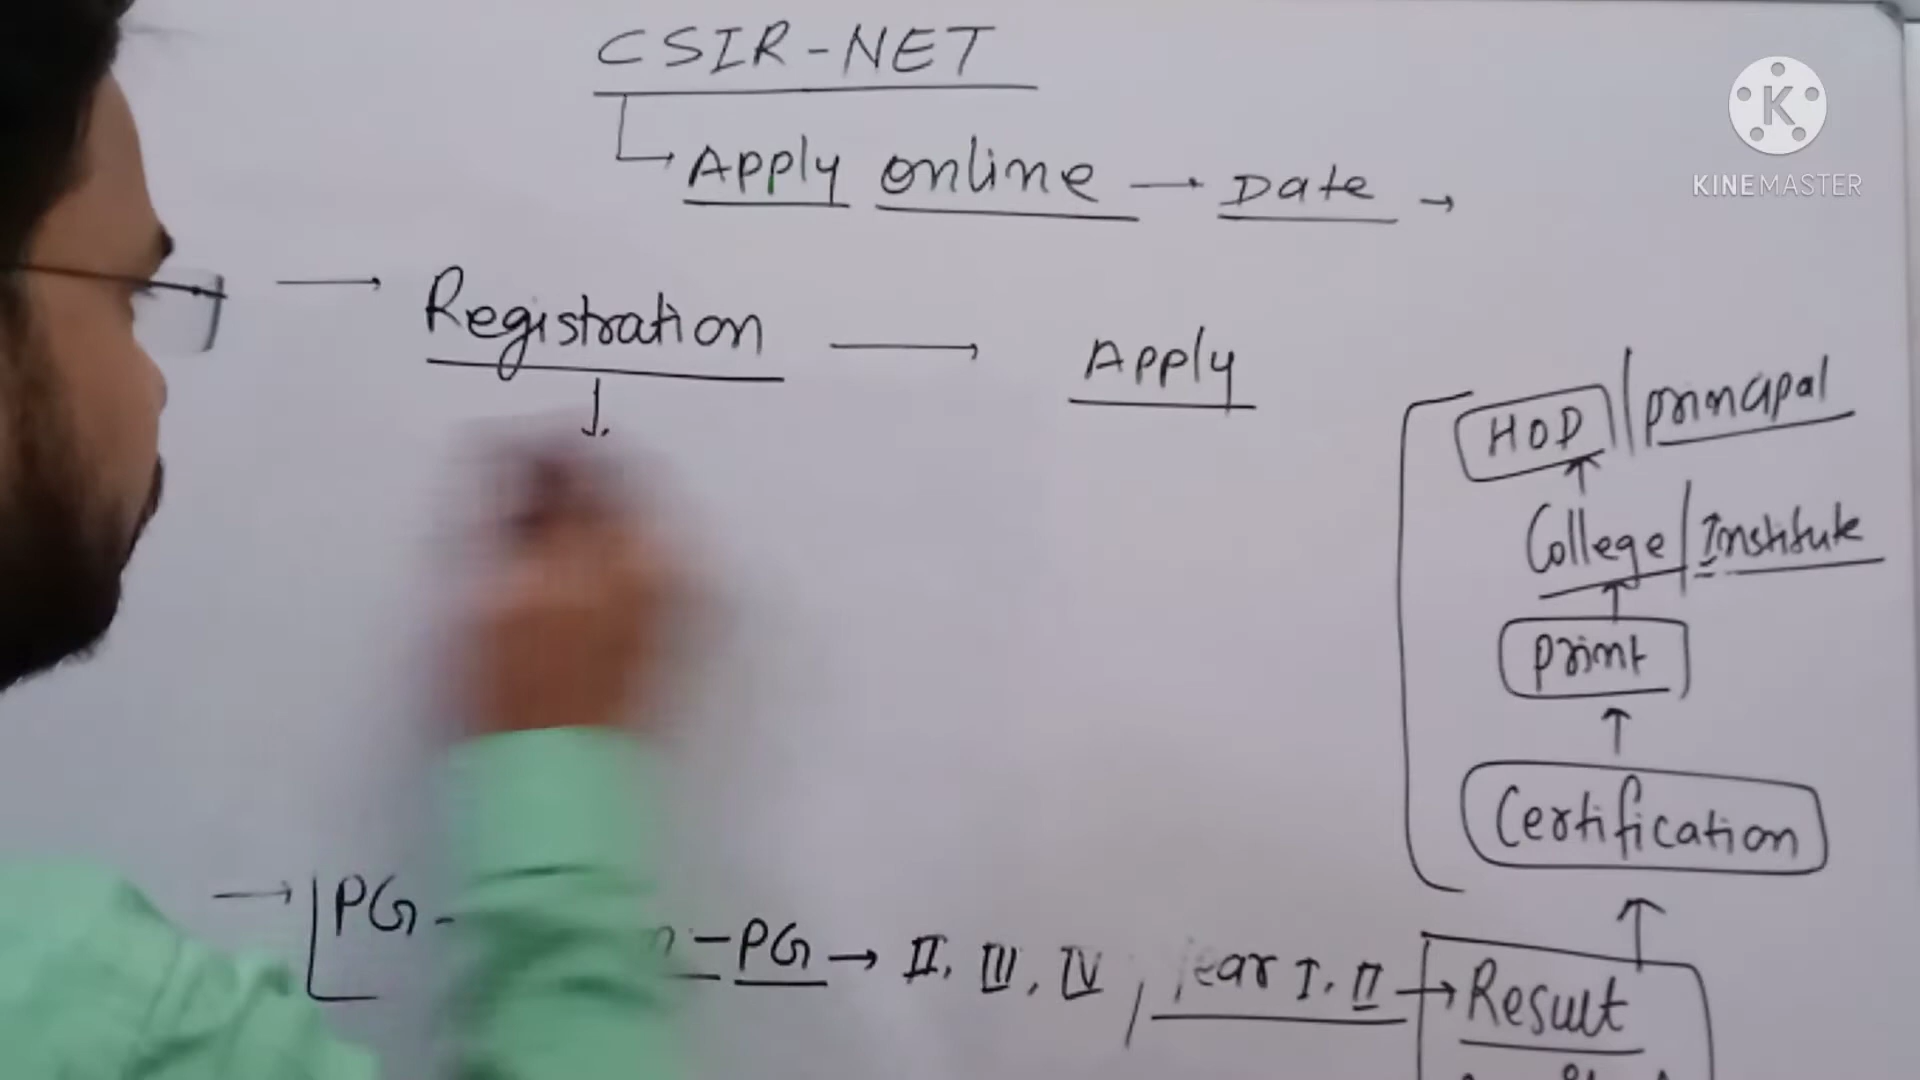 CSIR-NET
Apply online → Date →
K
KINEMASTER
→ Registration → Apply
HOD / principal
College / Institute
print
Certification
→ PG - -PG → II, III, IV, Year I, II → Result